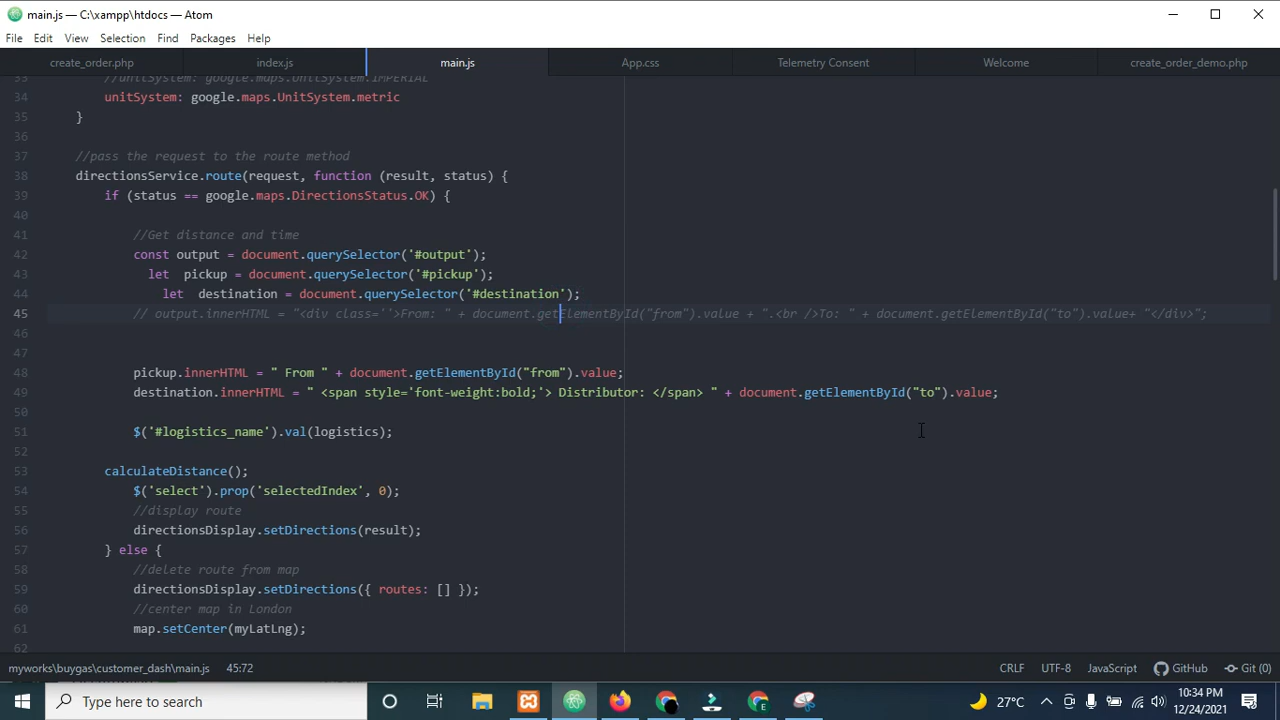 main.js — C:\xampp\htdocs — Atom
File Edit View Selection Find Packages Help
create_order.php index.js main.js App.css Telemetry Consent Welcome create_order_demo.php
33 //unitSystem: google.maps.UnitSystem.IMPERIAL
34 unitSystem: google.maps.UnitSystem.metric
35 }
36
37 //pass the request to the route method
38 directionsService.route(request, function (result, status) {
39 if (status == google.maps.DirectionsStatus.OK) {
40
41 //Get distance and time
42 const output = document.querySelector('#output');
43 let  pickup = document.querySelector('#pickup');
44 let  destination = document.querySelector('#destination');
45 // output.innerHTML = "<div class=''>From: " + document.getElementById("from").value + ".<br />To: " + document.getElementById("to").value+ "</div>";
46
47
48 pickup.innerHTML = " From " + document.getElementById("from").value;
49 destination.innerHTML = " <span style='font-weight:bold;'> Distributor: </span> " + document.getElementById("to").value;
50
51 $('#logistics_name').val(logistics);
52
53 calculateDistance();
54 $('select').prop('selectedIndex', 0);
55 //display route
56 directionsDisplay.setDirections(result);
57 } else {
58 //delete route from map
59 directionsDisplay.setDirections({ routes: [] });
60 //center map in London
61 map.setCenter(myLatLng);
62
myworks\buygas\customer_dash\main.js 45:72 CRLF UTF-8 JavaScript GitHub Git (0)
Type here to search 27°C 10:34 PM
12/24/2021